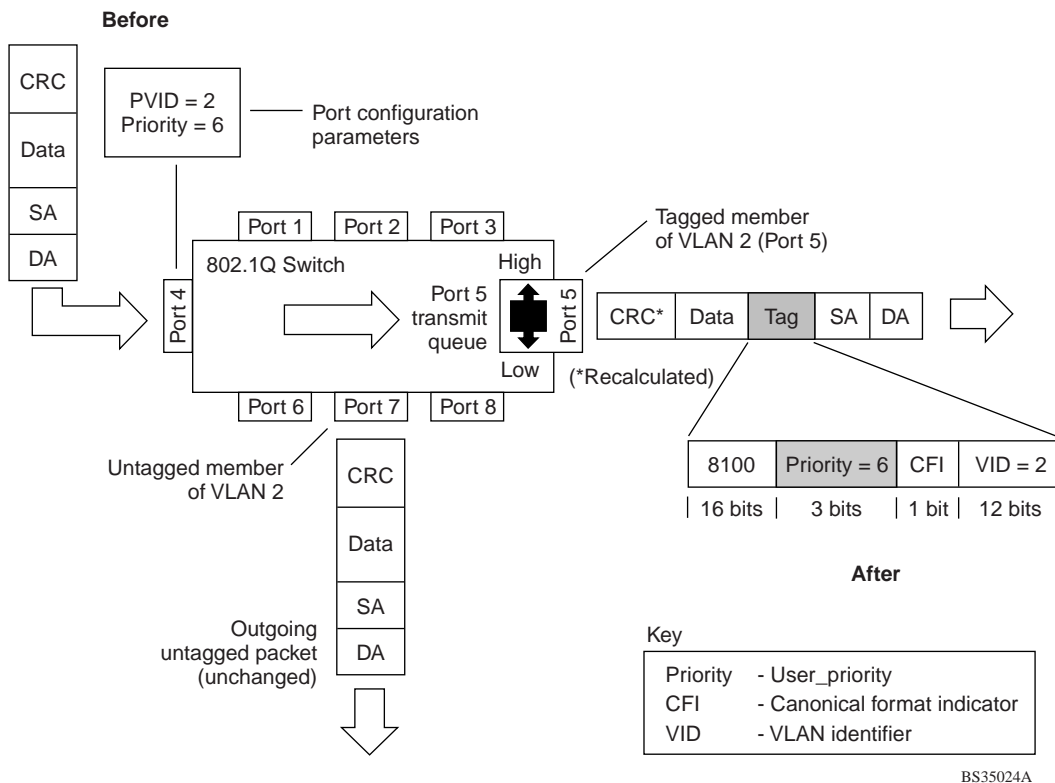 Before
CRC
Data
SA
DA
PVID = 2
Priority = 6
Port configuration
parameters
Port 1
Port 2
Port 3
Tagged member
of VLAN 2 (Port 5)
802.1Q Switch
High
Port 4
Port 5
transmit
queue
Port 5
Low
CRC*
Data
Tag
SA
DA
(*Recalculated)
Port 6
Port 7
Port 8
8100
Priority = 6
CFI
VID = 2
16 bits
3 bits
1 bit
12 bits
Untagged member
of VLAN 2
CRC
Data
SA
DA
Outgoing
untagged packet
(unchanged)
After
Key
Priority - User_priority
CFI - Canonical format indicator
VID - VLAN identifier
BS35024A